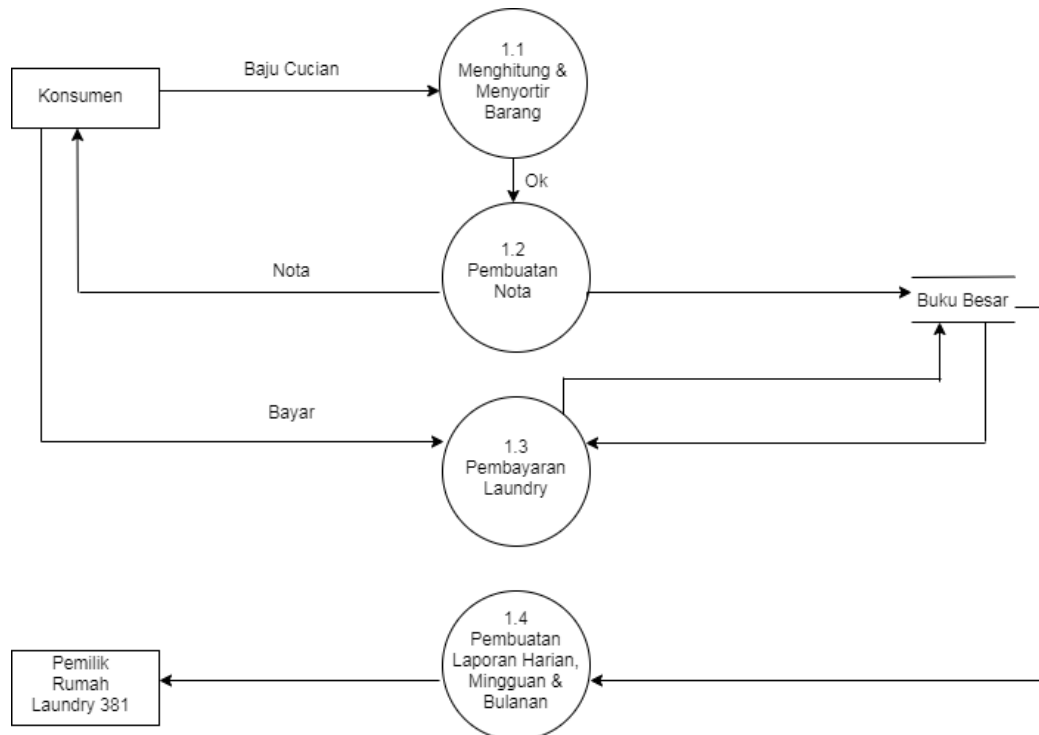 Konsumen
Baju Cucian
1.1
Menghitung &
Menyortir
Barang
Ok
1.2
Pembuatan
Nota
Nota
Buku Besar
Bayar
1.3
Pembayaran
Laundry
1.4
Pembuatan
Laporan Harian,
Mingguan &
Bulanan
Pemilik
Rumah
Laundry 381